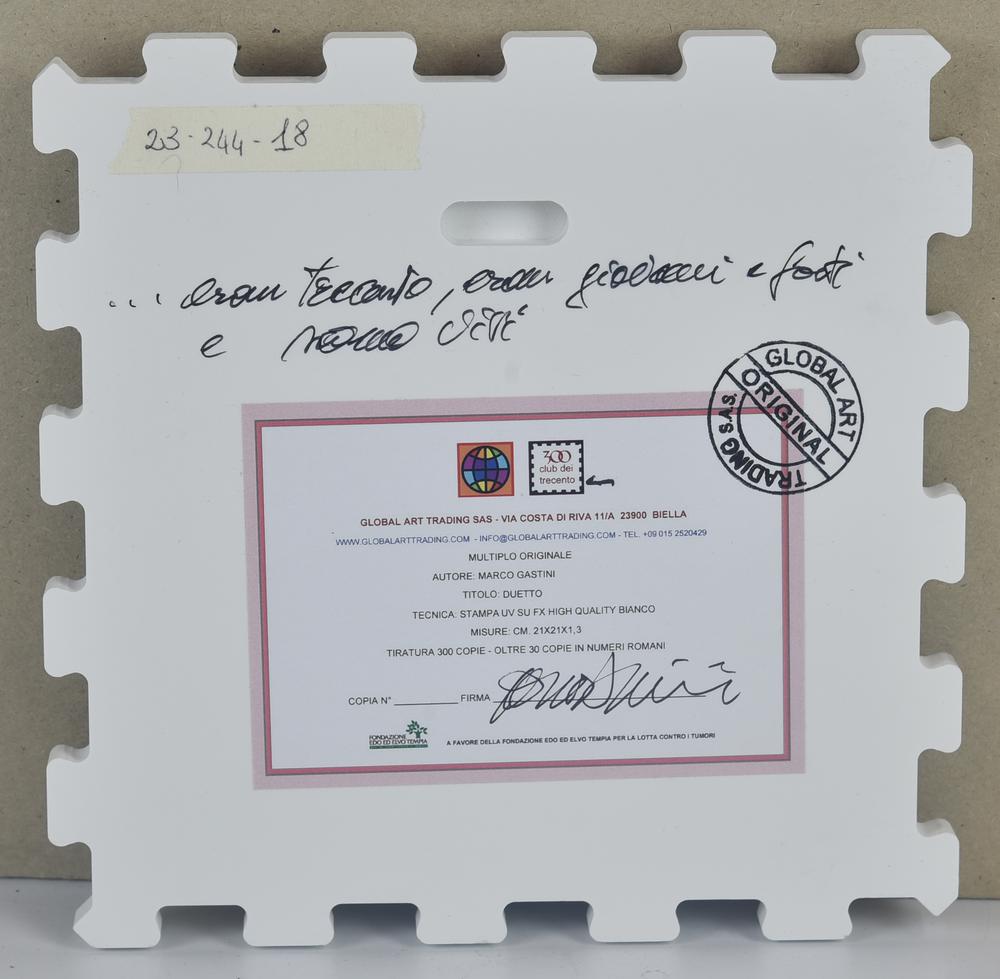 23-244-18
... eran trecento, eran giovani e forti
e sono vivi
GLOBAL ART
ORIGINAL
TRADING S.A.S.
300
club dei
trecento
GLOBAL ART TRADING SAS - VIA COSTA DI RIVA 11/A 23900 BIELLA
WWW.GLOBALARTTRADING.COM - INFO@GLOBALARTTRADING.COM - TEL. +09 015 2520429
MULTIPLO ORIGINALE
AUTORE: MARCO GASTINI
TITOLO: DUETTO
TECNICA: STAMPA UV SU FX HIGH QUALITY BIANCO
MISURE: CM. 21X21X1,3
TIRATURA 300 COPIE - OLTRE 30 COPIE IN NUMERI ROMANI
COPIA N° FIRMA
FONDAZIONE
EDO ED ELVO TEMPIA
A FAVORE DELLA FONDAZIONE EDO ED ELVO TEMPIA PER LA LOTTA CONTRO I TUMORI